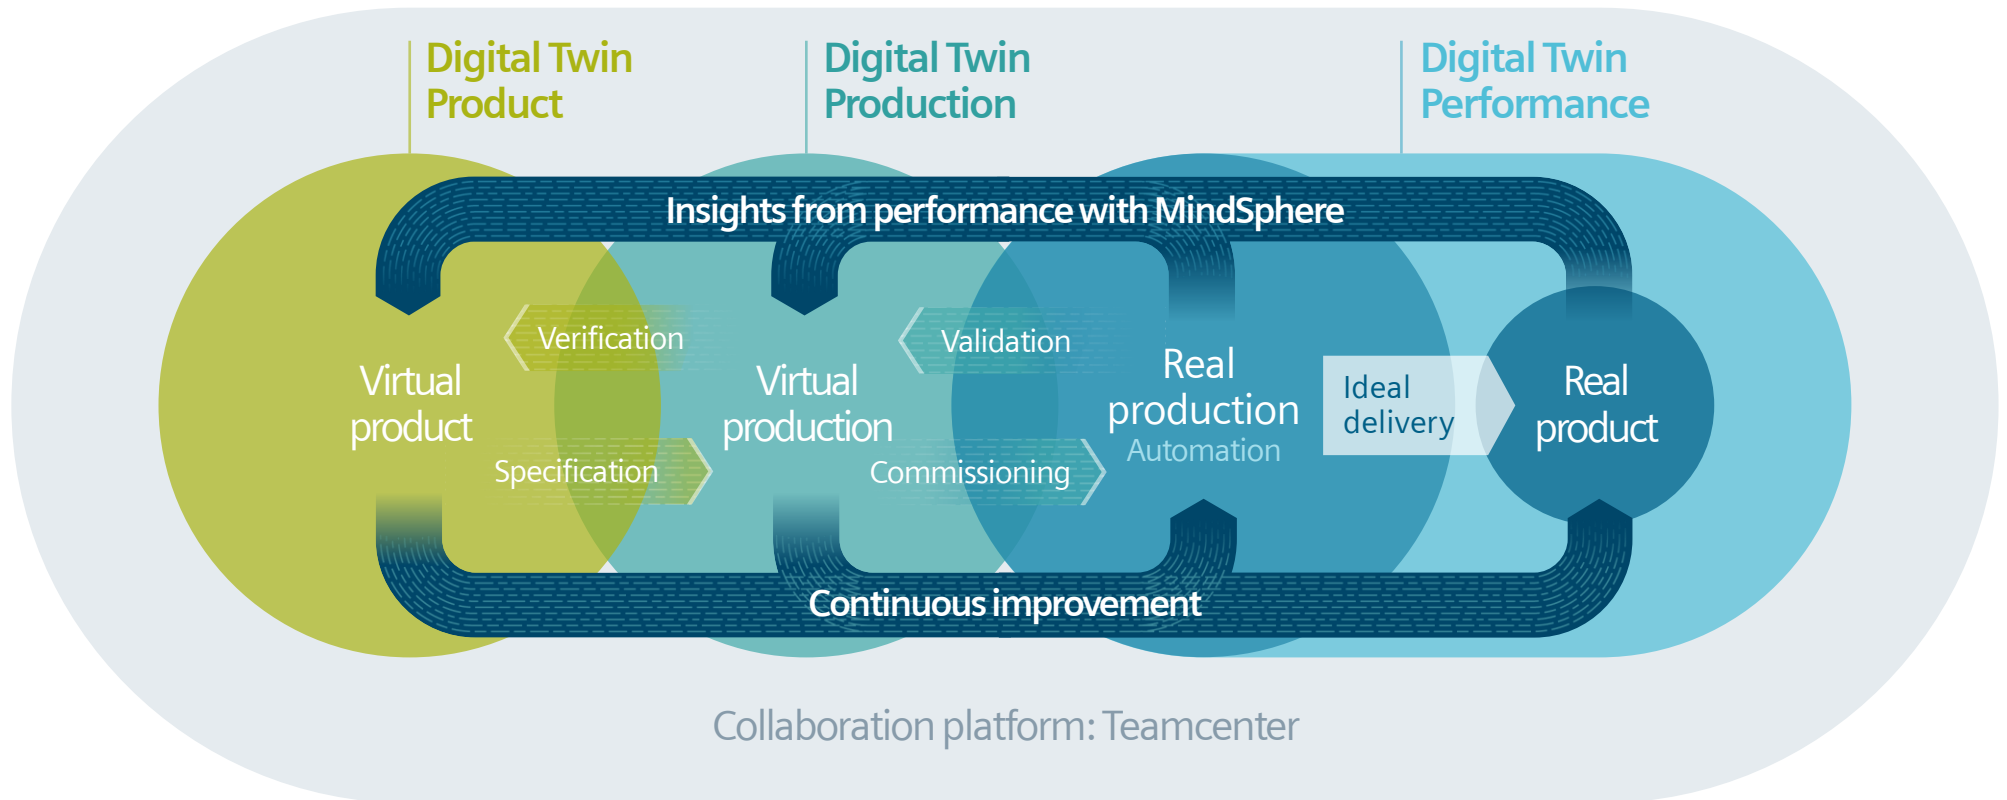 Digital Twin
Product
Digital Twin
Production
Digital Twin
Performance
Insights from performance with MindSphere
Verification
Validation
Virtual
product
Virtual
production
Real
production
Automation
Ideal
delivery
Real
product
Specification
Commissioning
Continuous improvement
Collaboration platform: Teamcenter